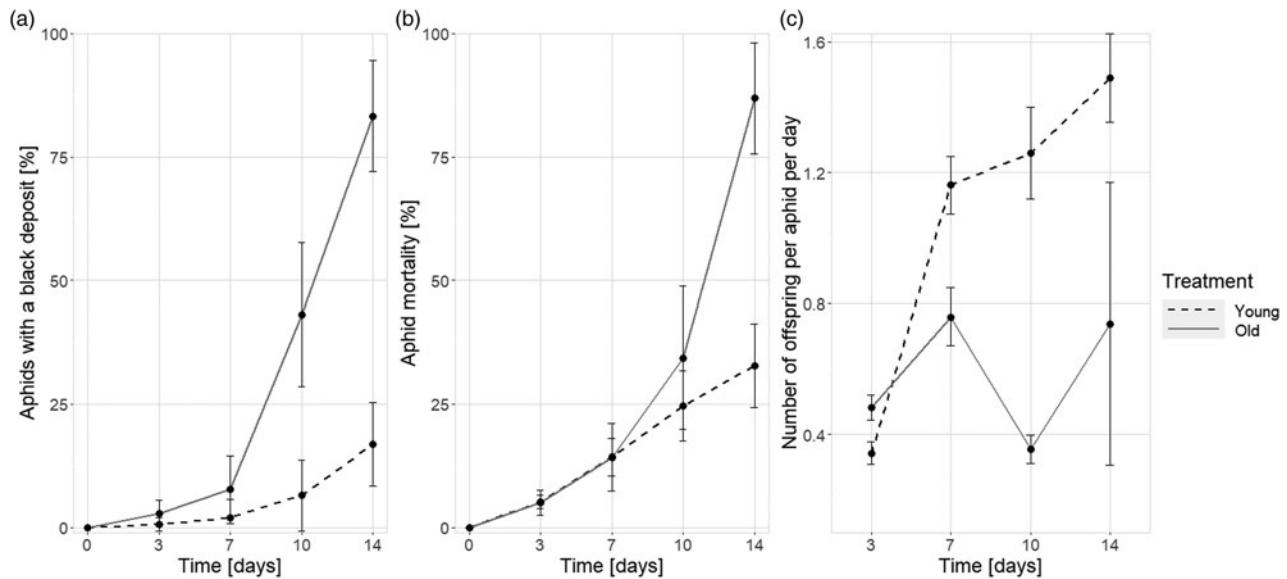 (a)
Aphids with a black deposit [%]
100
75
50
25
0
0 3 7 10 14
Time [days]
(b)
Aphid mortality [%]
100
75
50
25
0
0 3 7 10 14
Time [days]
(c)
Number of offspring per aphid per day
1.6
1.2
0.8
0.4
3 7 10 14
Time [days]
Treatment
Young
Old